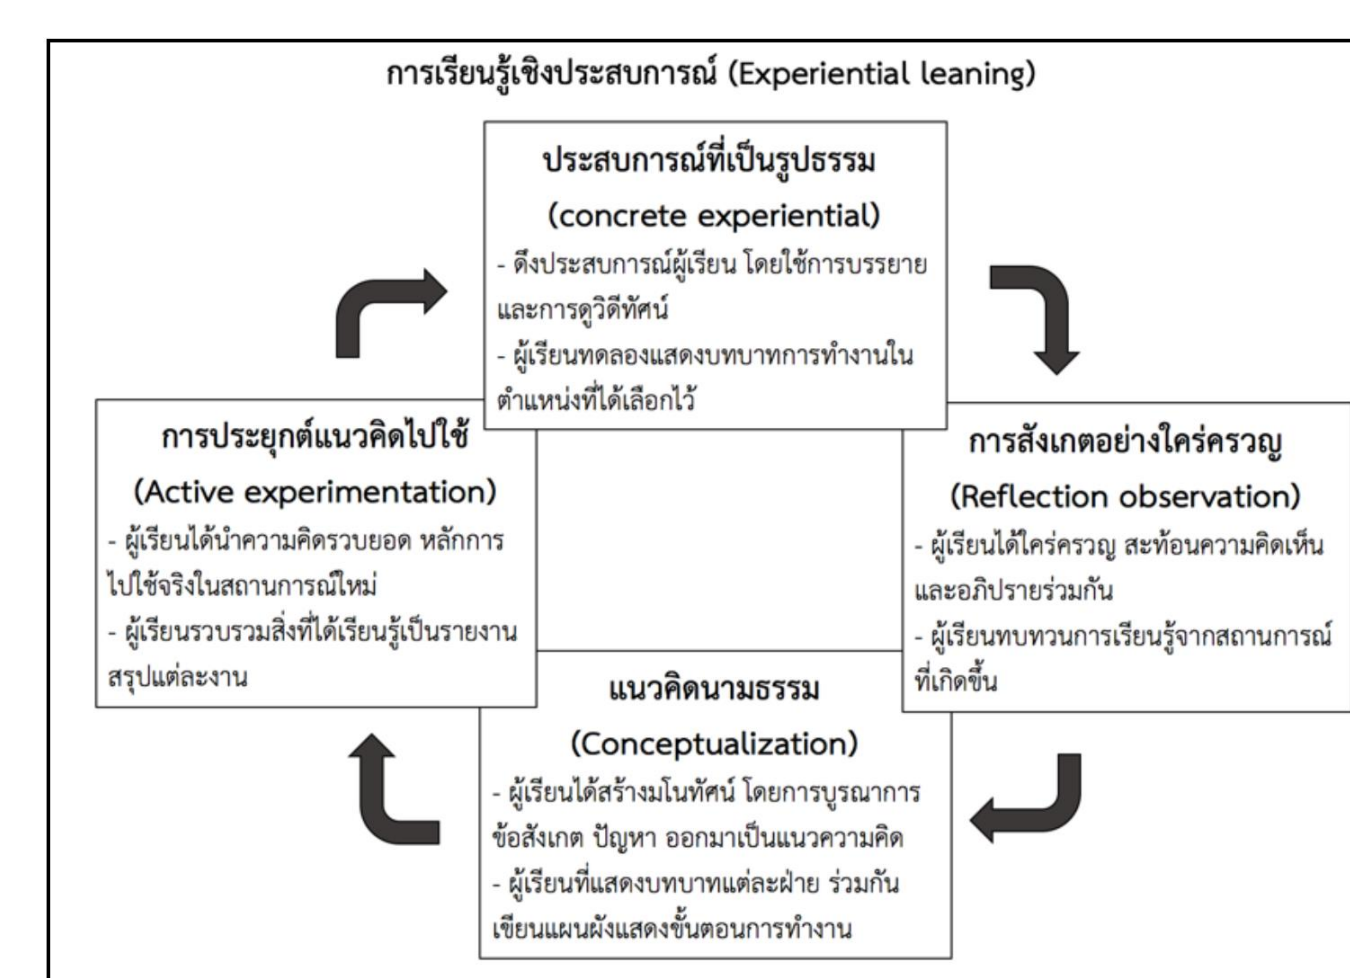 การเรียนรู้เชิงประสบการณ์ (Experiential leaning)
ประสบการณ์ที่เป็นรูปธรรม
(concrete experiential)
- ดึงประสบการณ์ผู้เรียน โดยใช้การบรรยาย
และการดูวิดีทัศน์
- ผู้เรียนทดลองแสดงบทบาทการทำงานใน
ตำแหน่งที่ได้เลือกไว้
การสังเกตอย่างใคร่ครวญ
(Reflection observation)
- ผู้เรียนได้ใคร่ครวญ สะท้อนความคิดเห็น
และอภิปรายร่วมกัน
- ผู้เรียนทบทวนการเรียนรู้จากสถานการณ์
ที่เกิดขึ้น
แนวคิดนามธรรม
(Conceptualization)
- ผู้เรียนได้สร้างมโนทัศน์ โดยการบูรณาการ
ข้อสังเกต ปัญหา ออกมาเป็นแนวความคิด
- ผู้เรียนที่แสดงบทบาทแต่ละฝ่าย ร่วมกัน
เขียนแผนผังแสดงขั้นตอนการทำงาน
การประยุกต์แนวคิดไปใช้
(Active experimentation)
- ผู้เรียนได้นำความคิดรวบยอด หลักการ
ไปใช้จริงในสถานการณ์ใหม่
- ผู้เรียนรวบรวมสิ่งที่ได้เรียนรู้เป็นรายงาน
สรุปแต่ละงาน